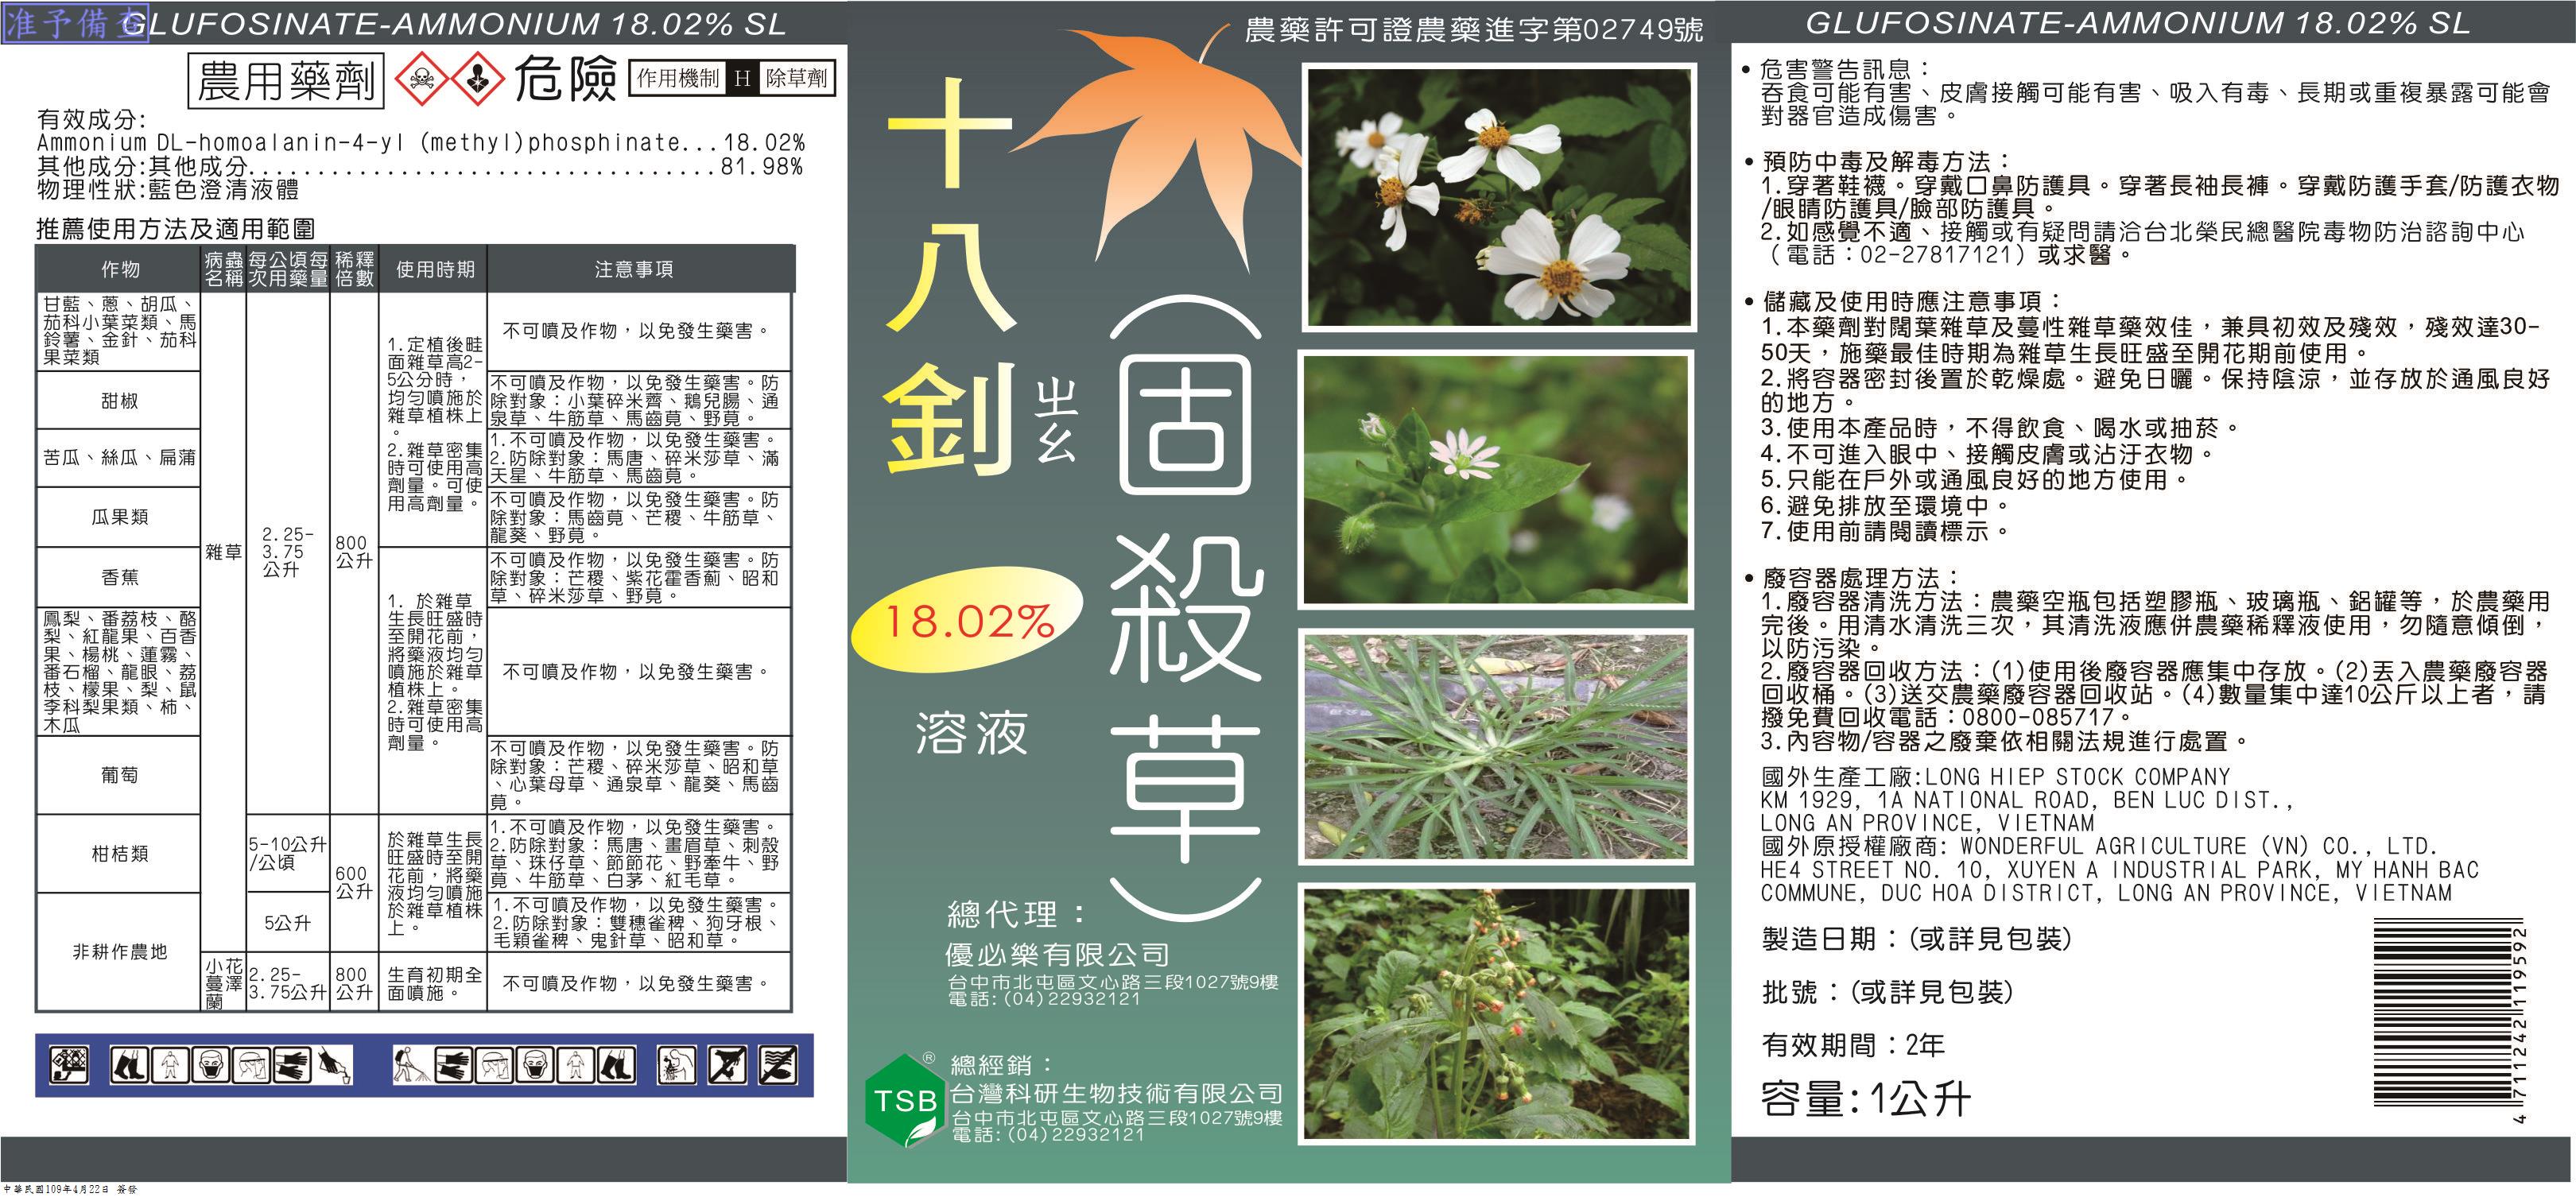 准予備查
GLUFOSINATE-AMMONIUM 18.02% SL
農用藥劑
危險
作用機制 H 除草劑
有效成分:
Ammonium DL-homoalanin-4-yl (methyl)phosphinate...18.02%
其他成分:其他成分..................................81.98%
物理性狀:藍色澄清液體
推薦使用方法及適用範圍
作物
病蟲
名稱
每公頃每
次用藥量
稀釋
倍數
使用時期
注意事項
甘藍、蔥、胡瓜、
茄科小葉菜類、馬
鈴薯、金針、茄科
果菜類
雜草
2.25-
3.75
公升
800
公升
1.定植後畦
面雜草高2-
5公分時，
均勻噴施於
雜草植株上
。
2.雜草密集
時可使用高
劑量。可使
用高劑量。
不可噴及作物，以免發生藥害。
甜椒
不可噴及作物，以免發生藥害。防
除對象：小葉碎米薺、鵝兒腸、通
泉草、牛筋草、馬齒莧、野莧。
苦瓜、絲瓜、扁蒲
1.不可噴及作物，以免發生藥害。
2.防除對象：馬唐、碎米莎草、滿
天星、牛筋草、馬齒莧。
瓜果類
不可噴及作物，以免發生藥害。防
除對象：馬齒莧、芒稷、牛筋草、
龍葵、野莧。
香蕉
1. 於雜草
生長旺盛時
至開花前，
將藥液均勻
噴施於雜草
植株上。
2.雜草密集
時可使用高
劑量。
不可噴及作物，以免發生藥害。防
除對象：芒稷、紫花霍香薊、昭和
草、碎米莎草、野莧。
鳳梨、番荔枝、酪
梨、紅龍果、百香
果、楊桃、蓮霧、
番石榴、龍眼、荔
枝、檬果、梨、鼠
李科梨果類、柿、
木瓜
不可噴及作物，以免發生藥害。
葡萄
不可噴及作物，以免發生藥害。防
除對象：芒稷、碎米莎草、昭和草
、心葉母草、通泉草、龍葵、馬齒
莧。
柑桔類
5-10公升
/公頃
600
公升
於雜草生長
旺盛時至開
花前，將藥
液均勻噴施
於雜草植株
上。
1.不可噴及作物，以免發生藥害。
2.防除對象：馬唐、畫眉草、刺殼
草、珠仔草、節節花、野牽牛、野
莧、牛筋草、白茅、紅毛草。
非耕作農地
5公升
1.不可噴及作物，以免發生藥害。
2.防除對象：雙穗雀稗、狗牙根、
毛穎雀稗、鬼針草、昭和草。
小花
蔓澤
蘭
2.25-
3.75公升
800
公升
生育初期全
面噴施。
不可噴及作物，以免發生藥害。
中華民國109年4月22日 簽發
農藥許可證農藥進字第02749號
十八釗
ㄓㄠ
(固殺草)
18.02%
溶液
總代理：
優必樂有限公司
台中市北屯區文心路三段1027號9樓
電話:(04)22932121
TSB ®
總經銷：
台灣科研生物技術有限公司
台中市北屯區文心路三段1027號9樓
電話:(04)22932121
GLUFOSINATE-AMMONIUM 18.02% SL
• 危害警告訊息：
吞食可能有害、皮膚接觸可能有害、吸入有毒、長期或重複暴露可能會
對器官造成傷害。
• 預防中毒及解毒方法：
1.穿著鞋襪。穿戴口鼻防護具。穿著長袖長褲。穿戴防護手套/防護衣物
/眼睛防護具/臉部防護具。
2.如感覺不適、接觸或有疑問請洽台北榮民總醫院毒物防治諮詢中心
（電話：02-27817121）或求醫。
• 儲藏及使用時應注意事項：
1.本藥劑對闊葉雜草及蔓性雜草藥效佳，兼具初效及殘效，殘效達30-
50天，施藥最佳時期為雜草生長旺盛至開花期前使用。
2.將容器密封後置於乾燥處。避免日曬。保持陰涼，並存放於通風良好
的地方。
3.使用本產品時，不得飲食、喝水或抽菸。
4.不可進入眼中、接觸皮膚或沾汙衣物。
5.只能在戶外或通風良好的地方使用。
6.避免排放至環境中。
7.使用前請閱讀標示。
• 廢容器處理方法：
1.廢容器清洗方法：農藥空瓶包括塑膠瓶、玻璃瓶、鋁罐等，於農藥用
完後。用清水清洗三次，其清洗液應併農藥稀釋液使用，勿隨意傾倒，
以防污染。
2.廢容器回收方法：(1)使用後廢容器應集中存放。(2)丟入農藥廢容器
回收桶。(3)送交農藥廢容器回收站。(4)數量集中達10公斤以上者，請
撥免費回收電話：0800-085717。
3.內容物/容器之廢棄依相關法規進行處置。
國外生產工廠:LONG HIEP STOCK COMPANY
KM 1929, 1A NATIONAL ROAD, BEN LUC DIST.,
LONG AN PROVINCE, VIETNAM
國外原授權廠商: WONDERFUL AGRICULTURE (VN) CO., LTD.
HE4 STREET NO. 10, XUYEN A INDUSTRIAL PARK, MY HANH BAC
COMMUNE, DUC HOA DISTRICT, LONG AN PROVINCE, VIETNAM
製造日期：(或詳見包裝)
批號：(或詳見包裝)
有效期間：2年
容量:1公升
4 711242 119592